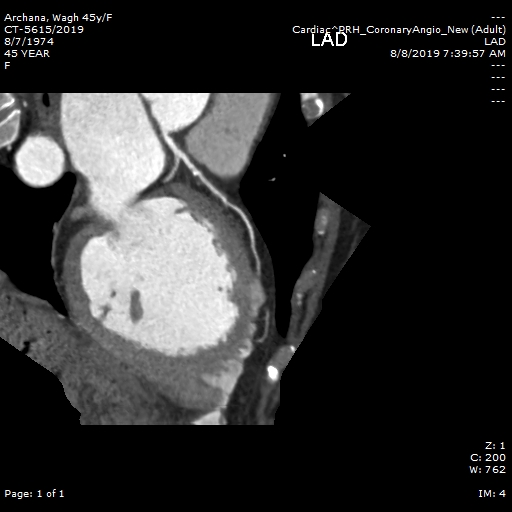 Archana, Wagh 45y/F
CT-5615/2019
8/7/1974
45 YEAR
F
---
Cardiac^PRH_CoronaryAngio_New (Adult)
LAD
LAD
8/8/2019 7:39:57 AM
---
---
---
Z: 1
C: 200
W: 762
Page: 1 of 1
IM: 4